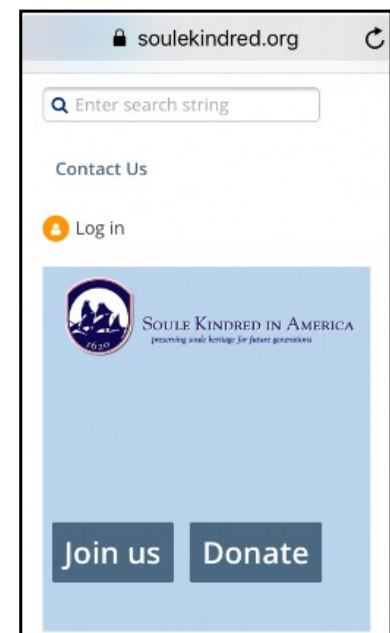 soulekindred.org
Enter search string
Contact Us
Log in
SOULE KINDRED IN AMERICA
preserving soule heritage for future generations
1620
Join us Donate